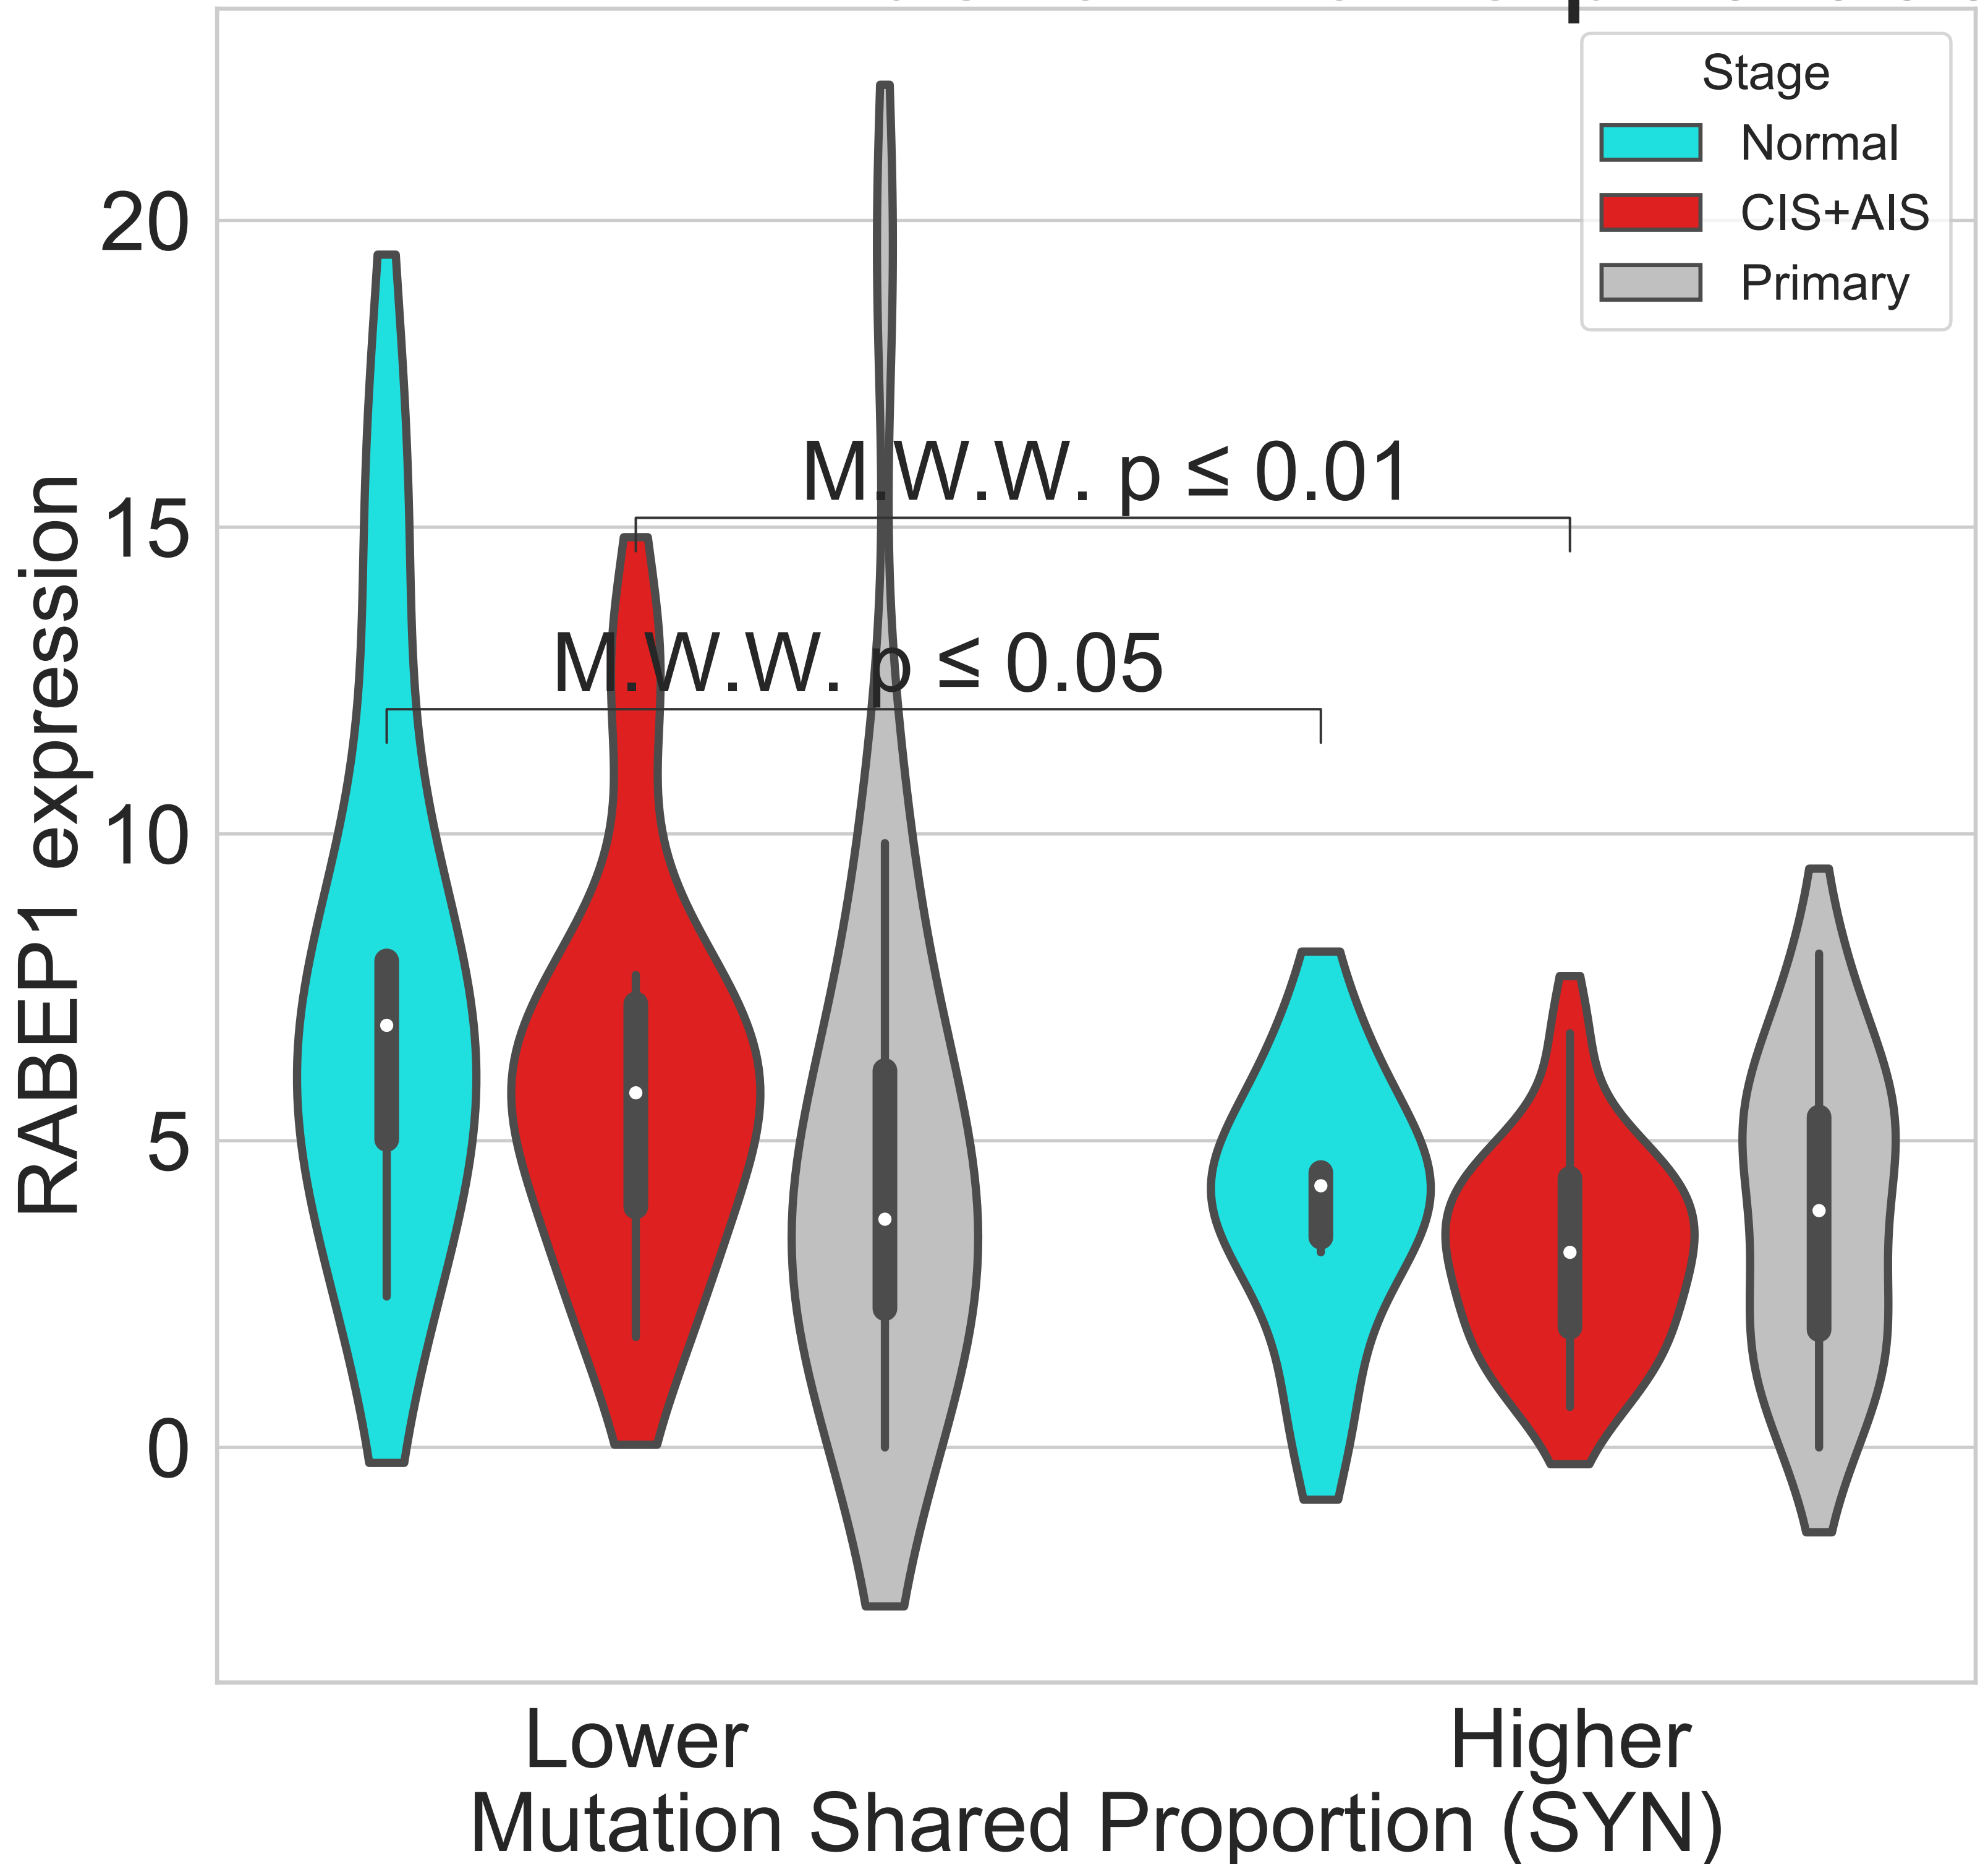 Stage
Normal
CIS+AIS
Primary
20
15
10
5
0
RABEP1 expression
M.W.W. p ≤ 0.01
M.W.W. p ≤ 0.05
Lower
Higher
Mutation Shared Proportion (SYN)